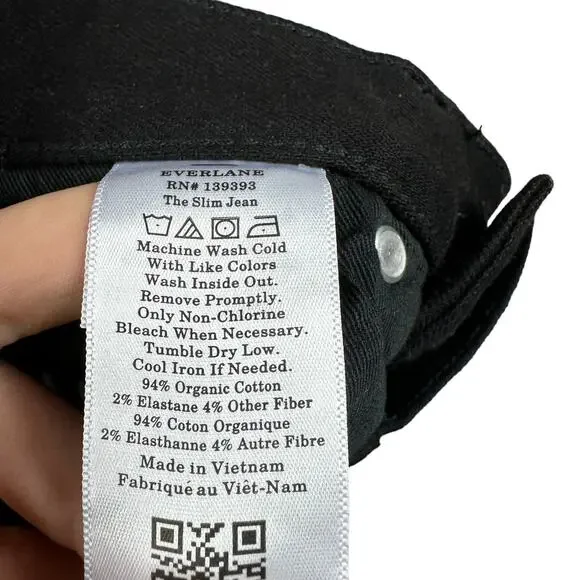 EVERLANE
RN# 139393
The Slim Jean
Machine Wash Cold
With Like Colors
Wash Inside Out.
Remove Promptly.
Only Non-Chlorine
Bleach When Necessary.
Tumble Dry Low.
Cool Iron If Needed.
94% Organic Cotton
2% Elastane 4% Other Fiber
94% Coton Organique
2% Elasthanne 4% Autre Fibre
Made in Vietnam
Fabriqué au Viêt-Nam